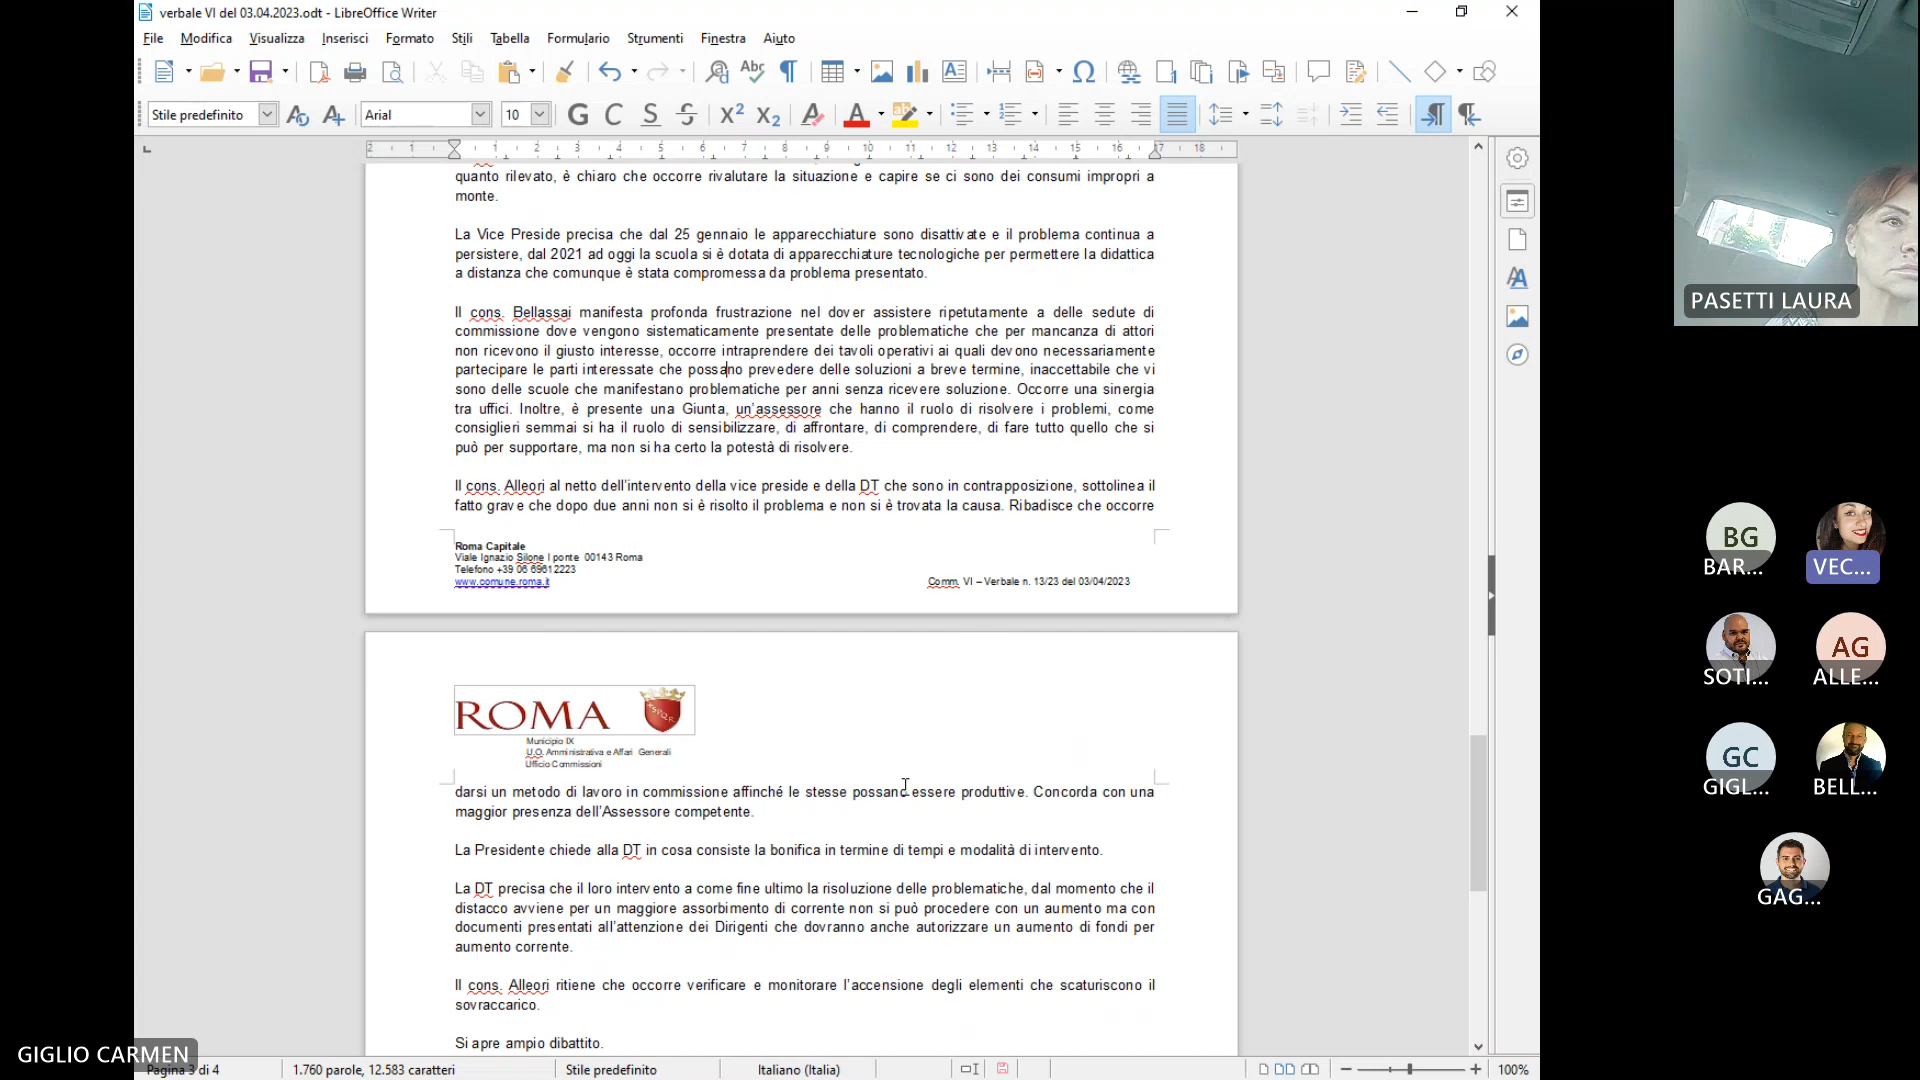 verbale VI del 03.04.2023.odt - LibreOffice Writer
File Modifica Visualizza Inserisci Formato Stili Tabella Formulario Strumenti Finestra Aiuto
Stile predefinito Arial 10 G C S
quanto rilevato, è chiaro che occorre rivalutare la situazione e capire se ci sono dei consumi impropri a
monte.
La Vice Preside precisa che dal 25 gennaio le apparecchiature sono disattivate e il problema continua a
persistere, dal 2021 ad oggi la scuola si è dotata di apparecchiature tecnologiche per permettere la didattica
a distanza che comunque è stata compromessa da problema presentato.
Il cons. Bellassai manifesta profonda frustrazione nel dover assistere ripetutamente a delle sedute di
commissione dove vengono sistematicamente presentate delle problematiche che per mancanza di attori
non ricevono il giusto interesse, occorre intraprendere dei tavoli operativi ai quali devono necessariamente
partecipare le parti interessate che possano prevedere delle soluzioni a breve termine, inaccettabile che vi
sono delle scuole che manifestano problematiche per anni senza ricevere soluzione. Occorre una sinergia
tra uffici. Inoltre, è presente una Giunta, un'assessore che hanno il ruolo di risolvere i problemi, come
consiglieri semmai si ha il ruolo di sensibilizzare, di affrontare, di comprendere, di fare tutto quello che si
può per supportare, ma non si ha certo la potestà di risolvere.
Il cons. Alleori al netto dell'intervento della vice preside e della DT che sono in contrapposizione, sottolinea il
fatto grave che dopo due anni non si è risolto il problema e non si è trovata la causa. Ribadisce che occorre
Roma Capitale
Viale Ignazio Silone I ponte 00143 Roma
Telefono +39 06 69612223
www.comune.roma.it
Comm. VI – Verbale n. 13/23 del 03/04/2023
ROMA
SPQR
Municipio IX
U.O. Amministrativa e Affari Generali
Ufficio Commissioni
darsi un metodo di lavoro in commissione affinché le stesse possano essere produttive. Concorda con una
maggior presenza dell'Assessore competente.
La Presidente chiede alla DT in cosa consiste la bonifica in termine di tempi e modalità di intervento.
La DT precisa che il loro intervento a come fine ultimo la risoluzione delle problematiche, dal momento che il
distacco avviene per un maggiore assorbimento di corrente non si può procedere con un aumento ma con
documenti presentati all'attenzione dei Dirigenti che dovranno anche autorizzare un aumento di fondi per
aumento corrente.
Il cons. Alleori ritiene che occorre verificare e monitorare l'accensione degli elementi che scaturiscono il
sovraccarico.
Si apre ampio dibattito.
Pagina 3 di 4 1.760 parole, 12.583 caratteri Stile predefinito Italiano (Italia) 100%
GIGLIO CARMEN
PASETTI LAURA
BG
BAR...
VEC...
SOTI...
AG
ALLE...
GC
GIGL...
BELL...
GAG...